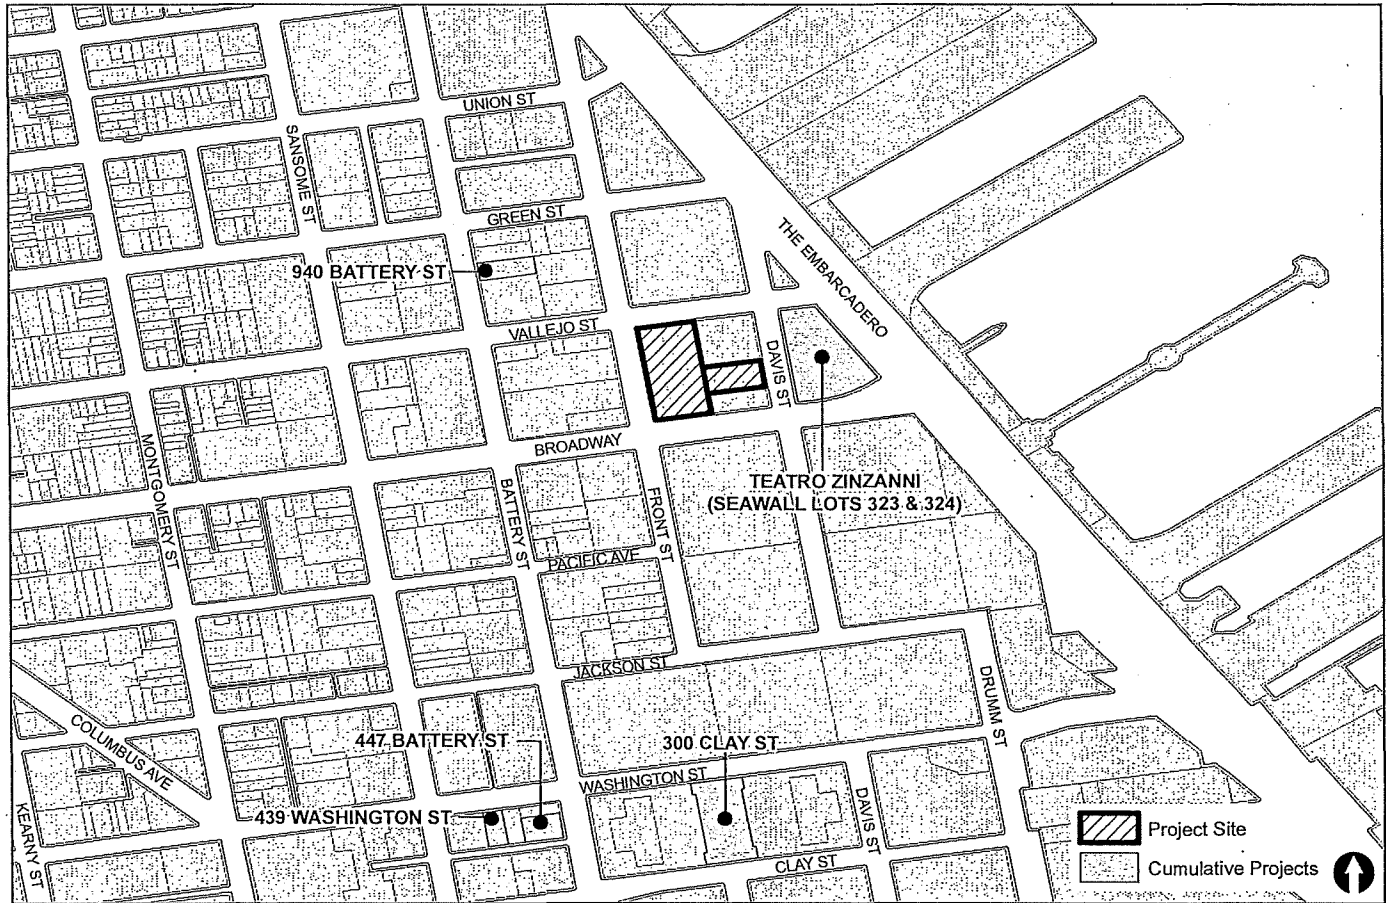 UNION ST
SANSOME ST
GREEN ST
THE EMBARCADERO
940 BATTERY ST
VALLEJO ST
DAVIS ST
BROADWAY
MONTGOMERY ST
BATTERY ST
FRONT ST
TEATRO ZINZANNI
(SEAWALL LOTS 323 & 324)
PACIFIC AVE
JACKSON ST
DRUMM ST
COLUMBUS AVE
447 BATTERY ST
300 CLAY ST
WASHINGTON ST
KEARNY ST
439 WASHINGTON ST
DAVIS ST
CLAY ST
Project Site
Cumulative Projects